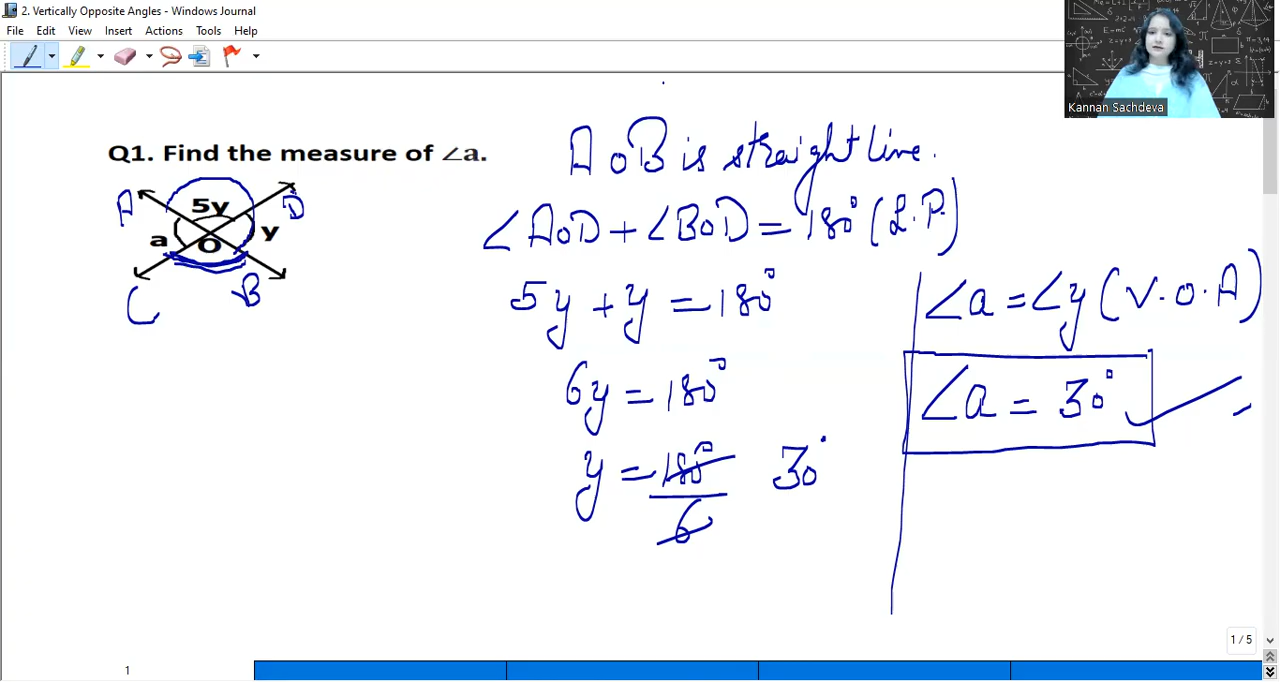 2. Vertically Opposite Angles - Windows Journal
File Edit View Insert Actions Tools Help
Kannan Sachdeva
Q1. Find the measure of ∠a.
A
5y
D
a
O
y
C
B
AOB is straight line.
∠AOD + ∠BOD = 180° (L.P)
5y + y = 180°
6y = 180°
y = 180°/6 30°
∠a = ∠y (V.O.A)
∠a = 30°
1 / 5
1